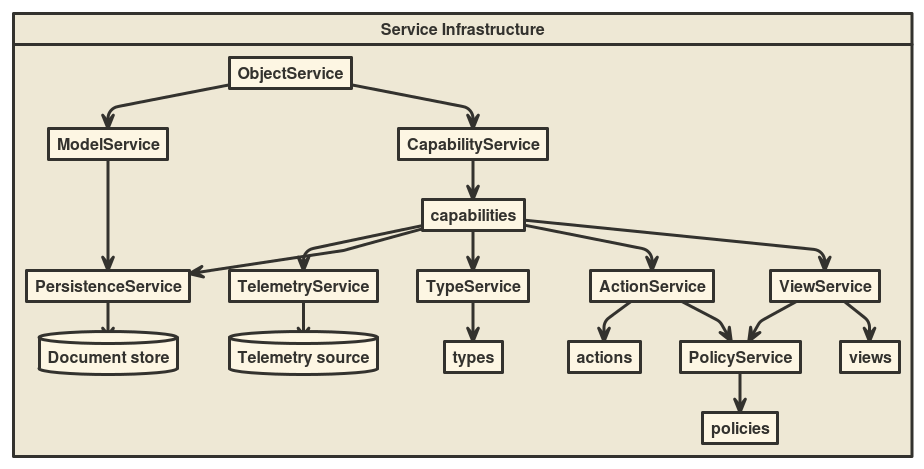 Service Infrastructure
ObjectService
ModelService
CapabilityService
capabilities
PersistenceService
TelemetryService
TypeService
ActionService
ViewService
Document store
Telemetry source
types
actions
PolicyService
views
policies